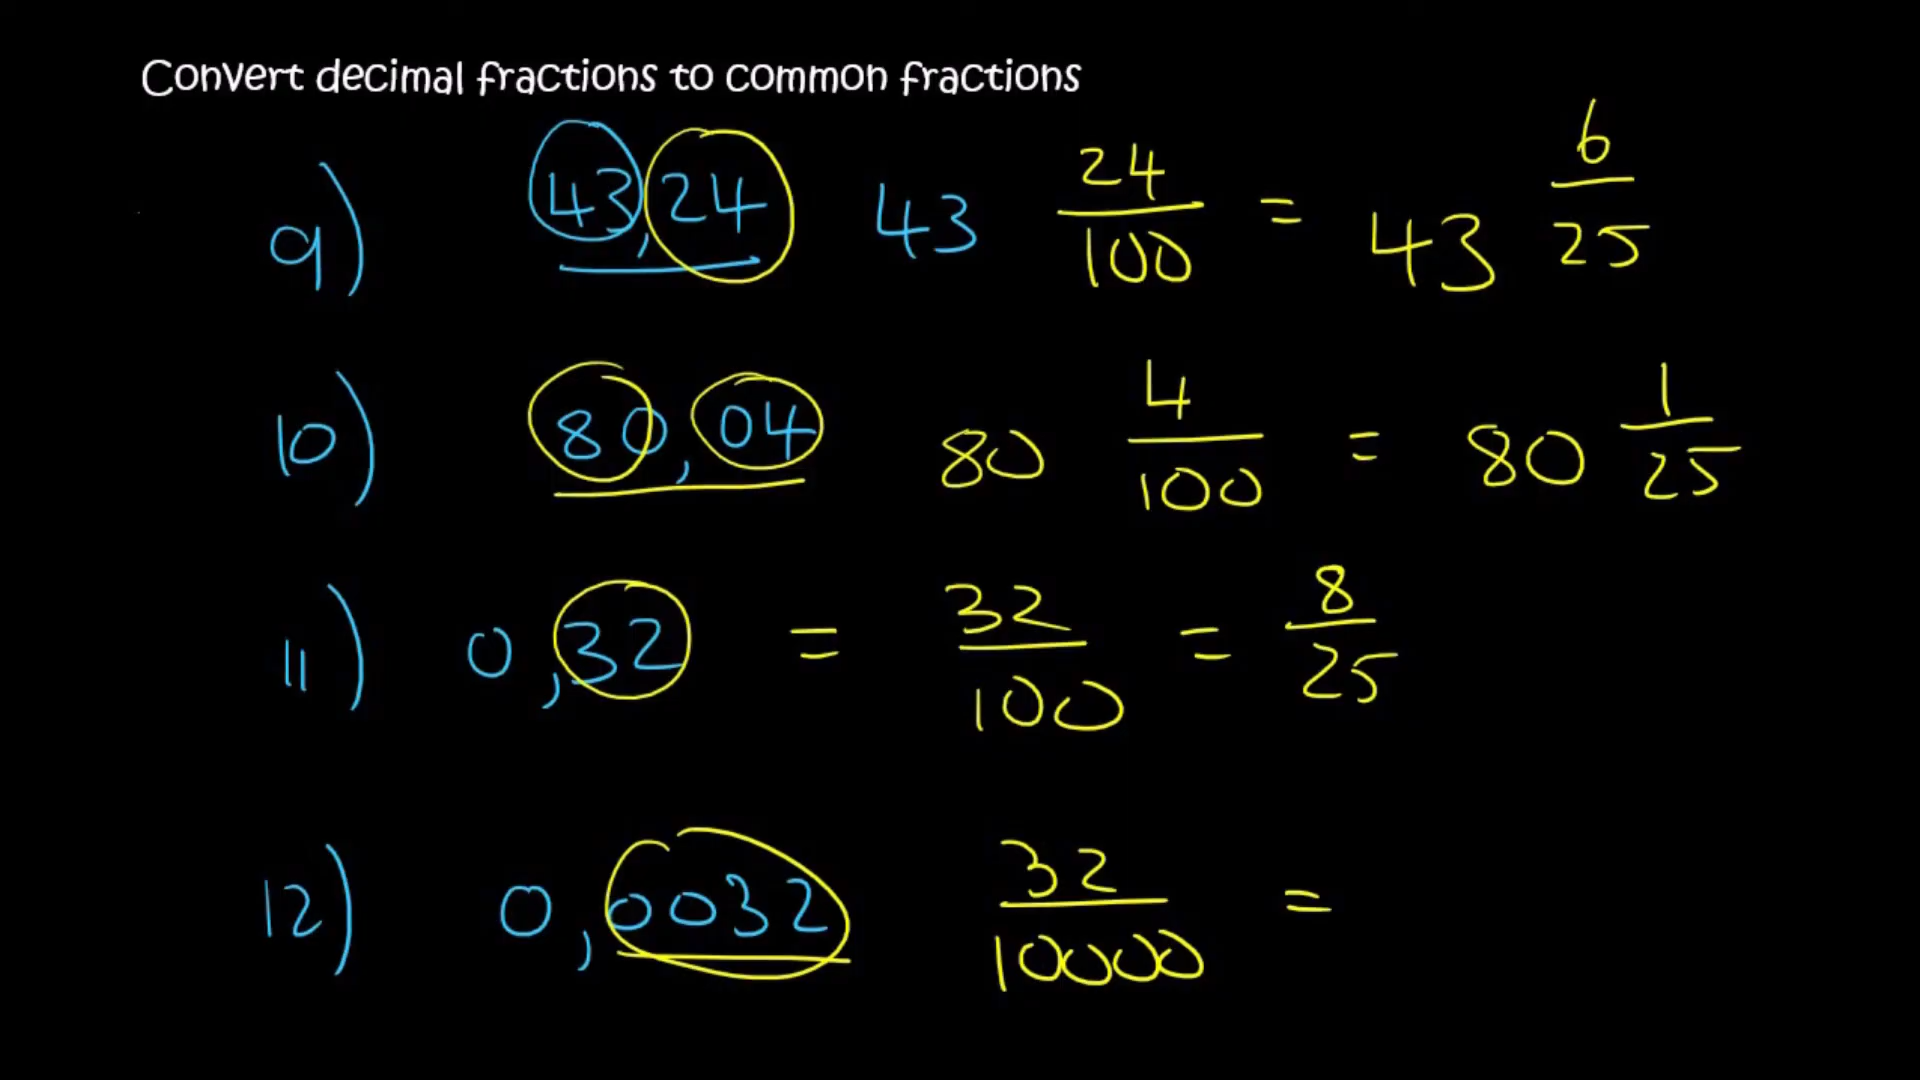 Convert decimal fractions to common fractions
9) 43,24 43 24/100 = 43 6/25
10) 80,04 80 4/100 = 80 1/25
11) 0,32 = 32/100 = 8/25
12) 0,0032 32/10000 =